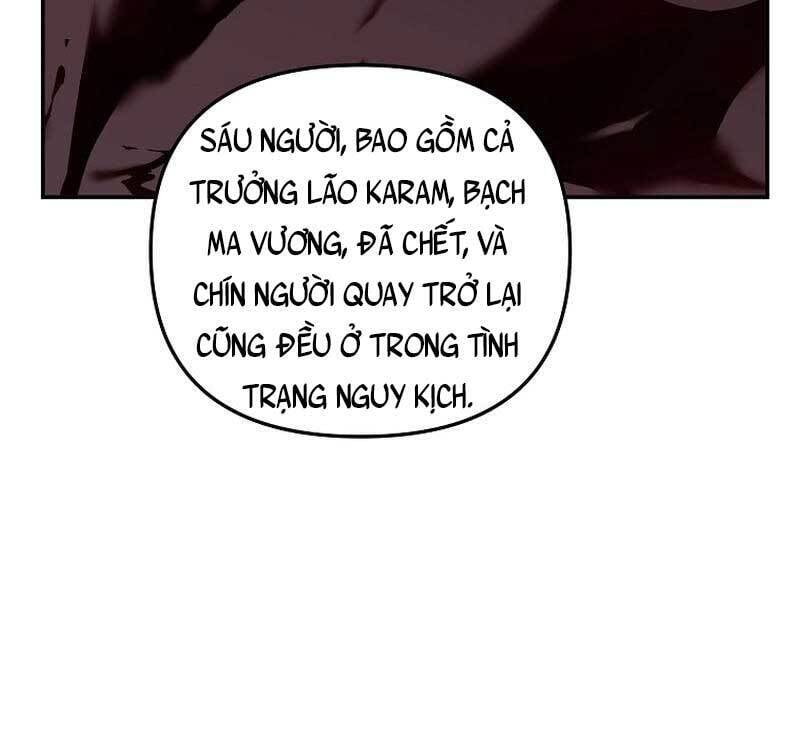 SÁU NGƯỜI, BAO GỒM CẢ
TRƯỞNG LÃO KARAM, BẠCH
MA VƯƠNG, ĐÃ CHẾT, VÀ
CHÍN NGƯỜI QUAY TRỞ LẠI
CŨNG ĐỀU Ở TRONG TÌNH
TRẠNG NGUY KỊCH.